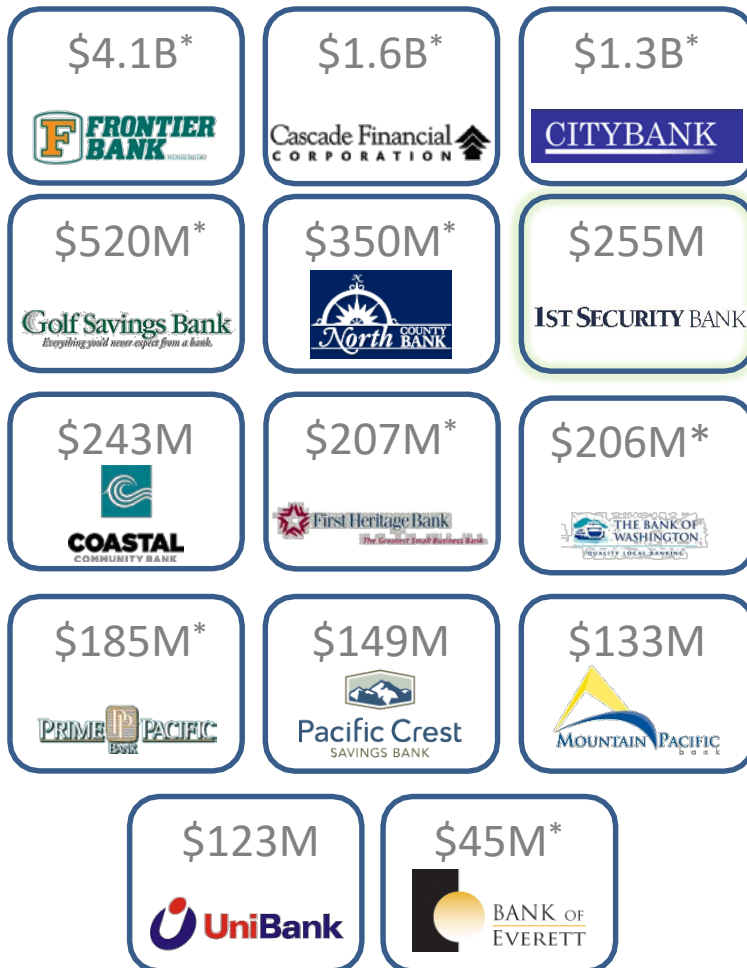 $4.1B*
FRONTIER
BANK
$1.6B*
Cascade Financial
CORPORATION
$1.3B*
CITYBANK
$520M*
Golf Savings Bank
Everything you'd never expect from a bank.
$350M*
N
North COUNTY BANK
$255M
1ST SECURITY BANK
$243M
COASTAL
COMMUNITY BANK
$207M*
First Heritage Bank
The Greatest Small Business Bank
$206M*
THE BANK OF
WASHINGTON
QUALITY LOCAL BANKING
$185M*
PRIME PP PACIFIC
BANK
$149M
Pacific Crest
SAVINGS BANK
$133M
MOUNTAIN PACIFIC
bank
$123M
UniBank
$45M*
BANK OF
EVERETT